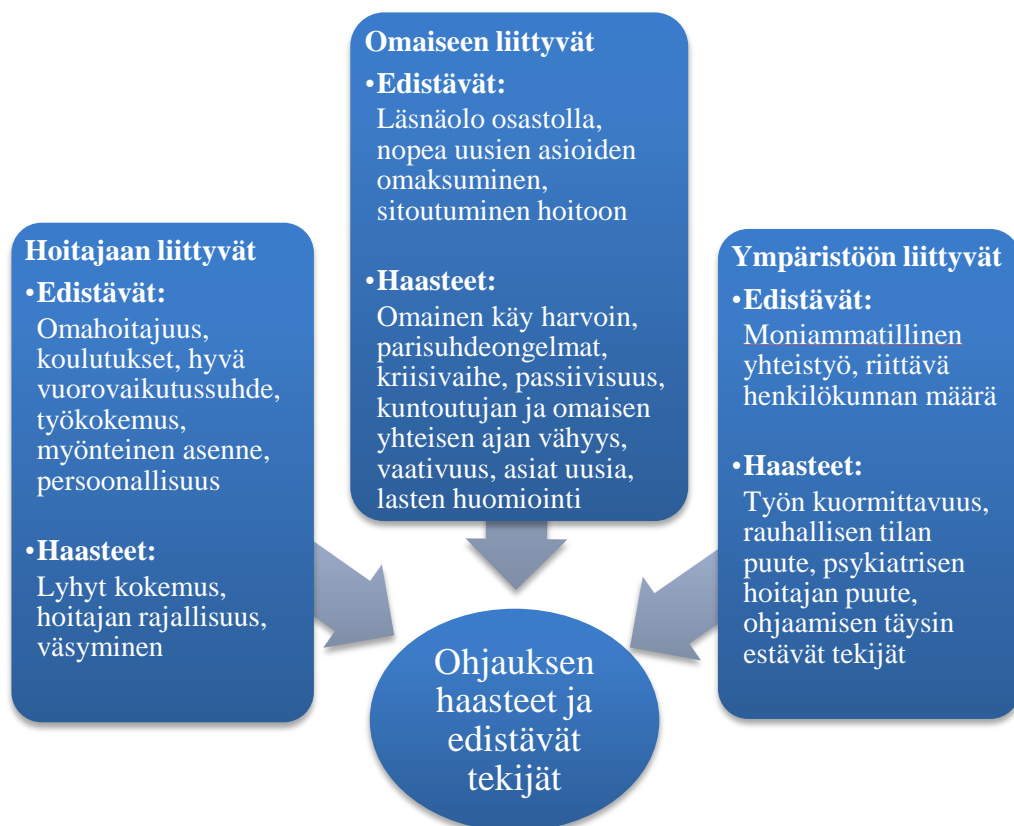 Omaiseen liittyvät
•Edistävät:
Läsnäolo osastolla,
nopea uusien asioiden
omaksuminen,
sitoutuminen hoitoon
•Haasteet:
Omainen käy harvoin,
parisuhdeongelmat,
kriisivaihe, passiivisuus,
kuntoutujan ja omaisen
yhteisen ajan vähyys,
vaativuus, asiat uusia,
lasten huomiointi
Hoitajaan liittyvät
•Edistävät:
Omahoitajuus,
koulutukset, hyvä
vuorovaikutussuhde,
työkokemus,
myönteinen asenne,
persoonallisuus
•Haasteet:
Lyhyt kokemus,
hoitajan rajallisuus,
väsyminen
Ympäristöön liittyvät
•Edistävät:
Moniammatillinen
yhteistyö, riittävä
henkilökunnan määrä
•Haasteet:
Työn kuormittavuus,
rauhallisen tilan
puute, psykiatrisen
hoitajan puute,
ohjaamisen täysin
estävät tekijät
Ohjauksen
haasteet ja
edistävät
tekijät